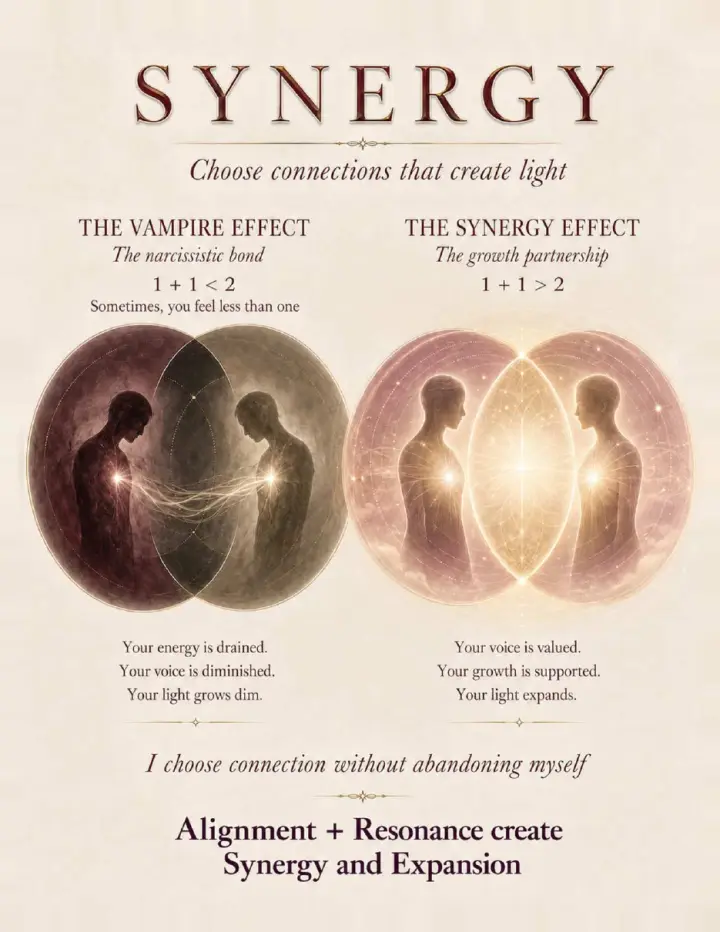 SYNERGY
Choose connections that create light
THE VAMPIRE EFFECT
The narcissistic bond
1 + 1 < 2
Sometimes, you feel less than one
THE SYNERGY EFFECT
The growth partnership
1 + 1 > 2
Your energy is drained.
Your voice is diminished.
Your light grows dim.
Your voice is valued.
Your growth is supported.
Your light expands.
I choose connection without abandoning myself
Alignment + Resonance create
Synergy and Expansion